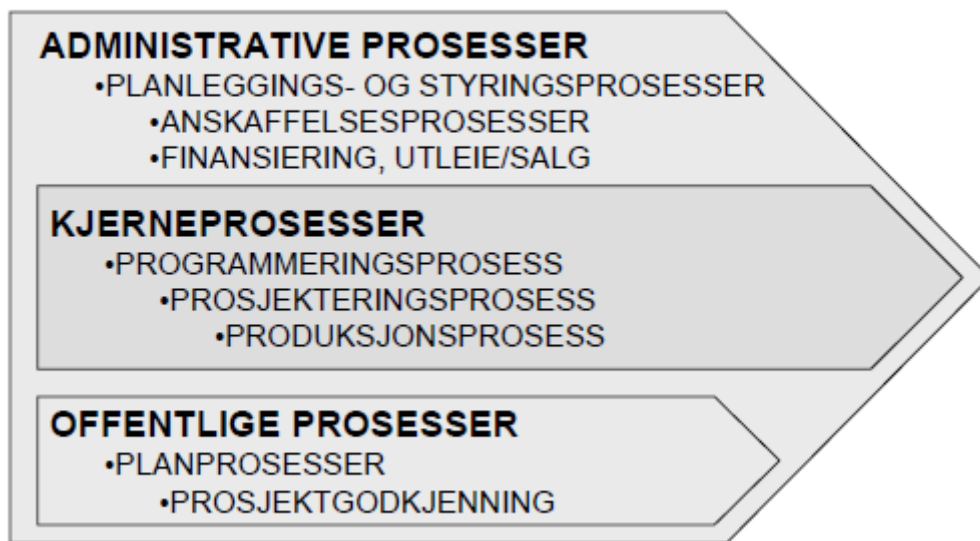 ADMINISTRATIVE PROSESSER
•PLANLEGGINGS- OG STYRINGSPROSESSER
•ANSKAFFELSESPROSESSER
•FINANSIERING, UTLEIE/SALG
KJERNEPROSESSER
•PROGRAMMERINGSPROSESS
•PROSJEKTERINGSPROSESS
•PRODUKSJONSPROSESS
OFFENTLIGE PROSESSER
•PLANPROSESSER
•PROSJEKTGODKJENNING